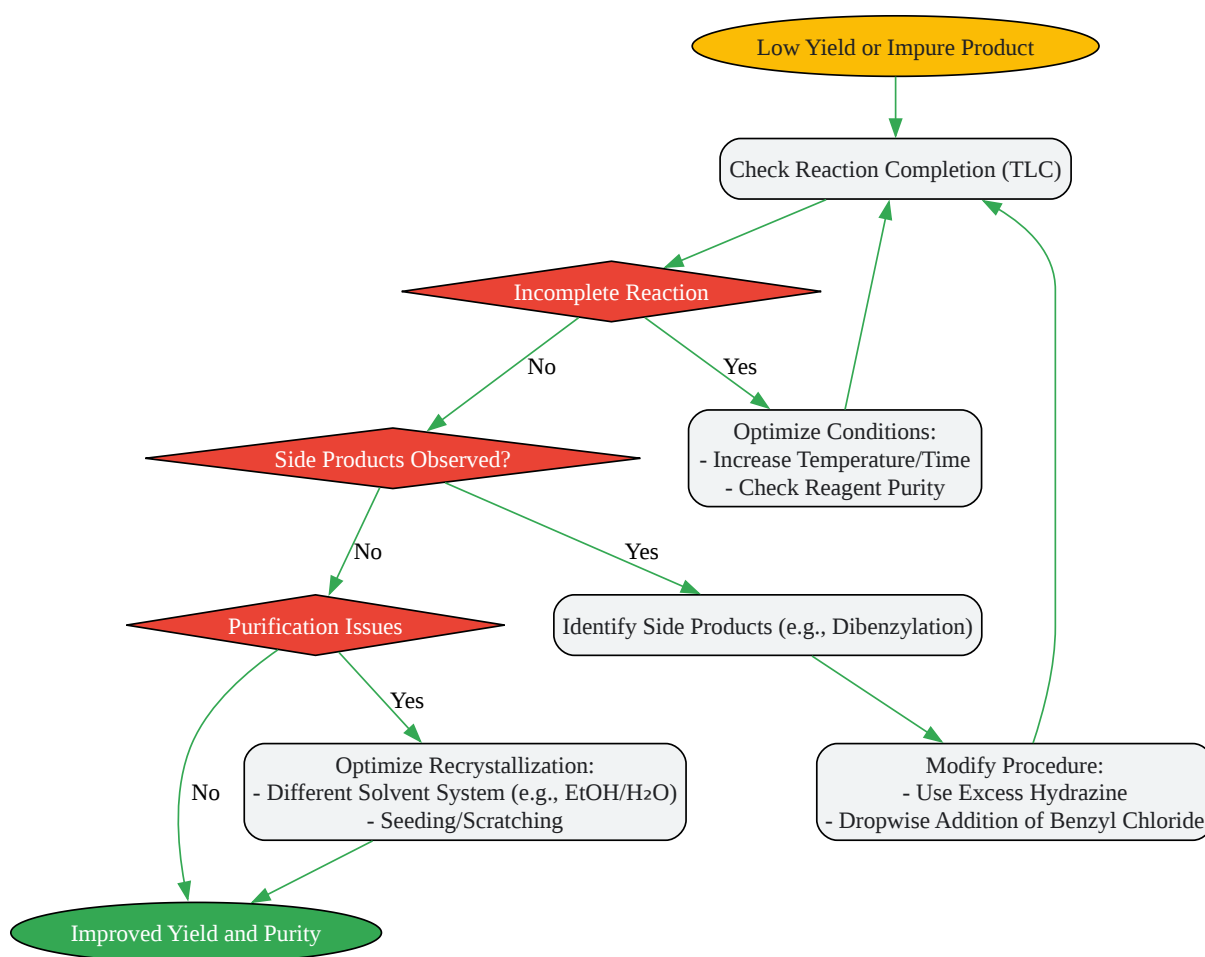 Low Yield or Impure Product
Check Reaction Completion (TLC)
Incomplete Reaction
No
Yes
Optimize Conditions:
- Increase Temperature/Time
- Check Reagent Purity
Side Products Observed?
No
Yes
Purification Issues
Identify Side Products (e.g., Dibenzylation)
Yes
No
Optimize Recrystallization:
- Different Solvent System (e.g., EtOH/H₂O)
- Seeding/Scratching
Modify Procedure:
- Use Excess Hydrazine
- Dropwise Addition of Benzyl Chloride
Improved Yield and Purity